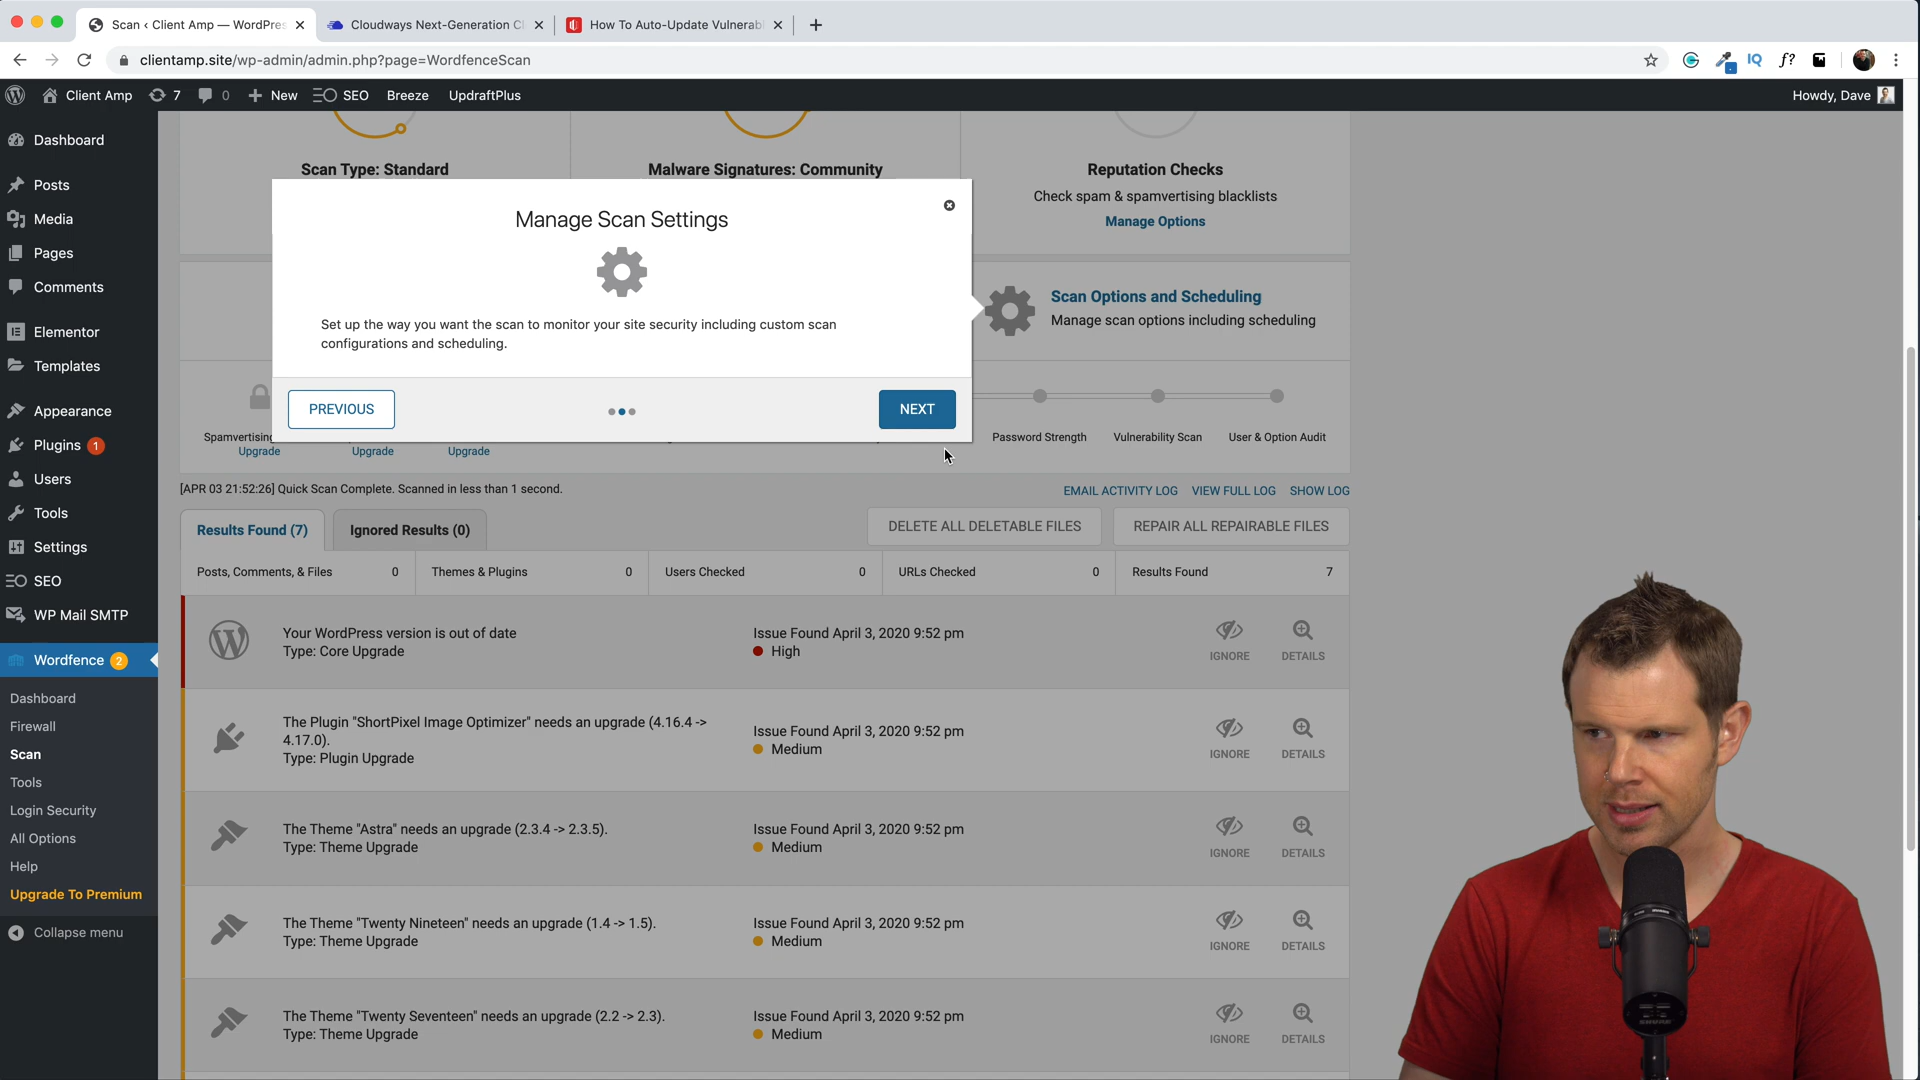 Scan ‹ Client Amp — WordPres
Cloudways Next-Generation Cl
How To Auto-Update Vulnerabl
clientamp.site/wp-admin/admin.php?page=WordfenceScan
IQ
f?
Client Amp
7
0
New
SEO
Breeze
UpdraftPlus
Howdy, Dave
Dashboard
Posts
Media
Pages
Comments
Elementor
Templates
Appearance
Plugins 1
Users
Tools
Settings
SEO
WP Mail SMTP
Wordfence 2
Dashboard
Firewall
Scan
Tools
Login Security
All Options
Help
Upgrade To Premium
Collapse menu
Scan Type: Standard
Malware Signatures: Community
Reputation Checks
Check spam & spamvertising blacklists
Manage Options
Manage Scan Settings
Set up the way you want the scan to monitor your site security including custom scan
configurations and scheduling.
PREVIOUS
NEXT
Scan Options and Scheduling
Manage scan options including scheduling
Spamvertising
Upgrade
Upgrade
Upgrade
Password Strength
Vulnerability Scan
User & Option Audit
[APR 03 21:52:26] Quick Scan Complete. Scanned in less than 1 second.
EMAIL ACTIVITY LOG
VIEW FULL LOG
SHOW LOG
Results Found (7)
Ignored Results (0)
DELETE ALL DELETABLE FILES
REPAIR ALL REPAIRABLE FILES
Posts, Comments, & Files 0
Themes & Plugins 0
Users Checked 0
URLs Checked 0
Results Found 7
Your WordPress version is out of date
Type: Core Upgrade
Issue Found April 3, 2020 9:52 pm
High
IGNORE
DETAILS
The Plugin "ShortPixel Image Optimizer" needs an upgrade (4.16.4 ->
4.17.0).
Type: Plugin Upgrade
Issue Found April 3, 2020 9:52 pm
Medium
IGNORE
DETAILS
The Theme "Astra" needs an upgrade (2.3.4 -> 2.3.5).
Type: Theme Upgrade
Issue Found April 3, 2020 9:52 pm
Medium
IGNORE
DETAILS
The Theme "Twenty Nineteen" needs an upgrade (1.4 -> 1.5).
Type: Theme Upgrade
Issue Found April 3, 2020 9:52 pm
Medium
IGNORE
DETAILS
The Theme "Twenty Seventeen" needs an upgrade (2.2 -> 2.3).
Type: Theme Upgrade
Issue Found April 3, 2020 9:52 pm
Medium
IGNORE
DETAILS